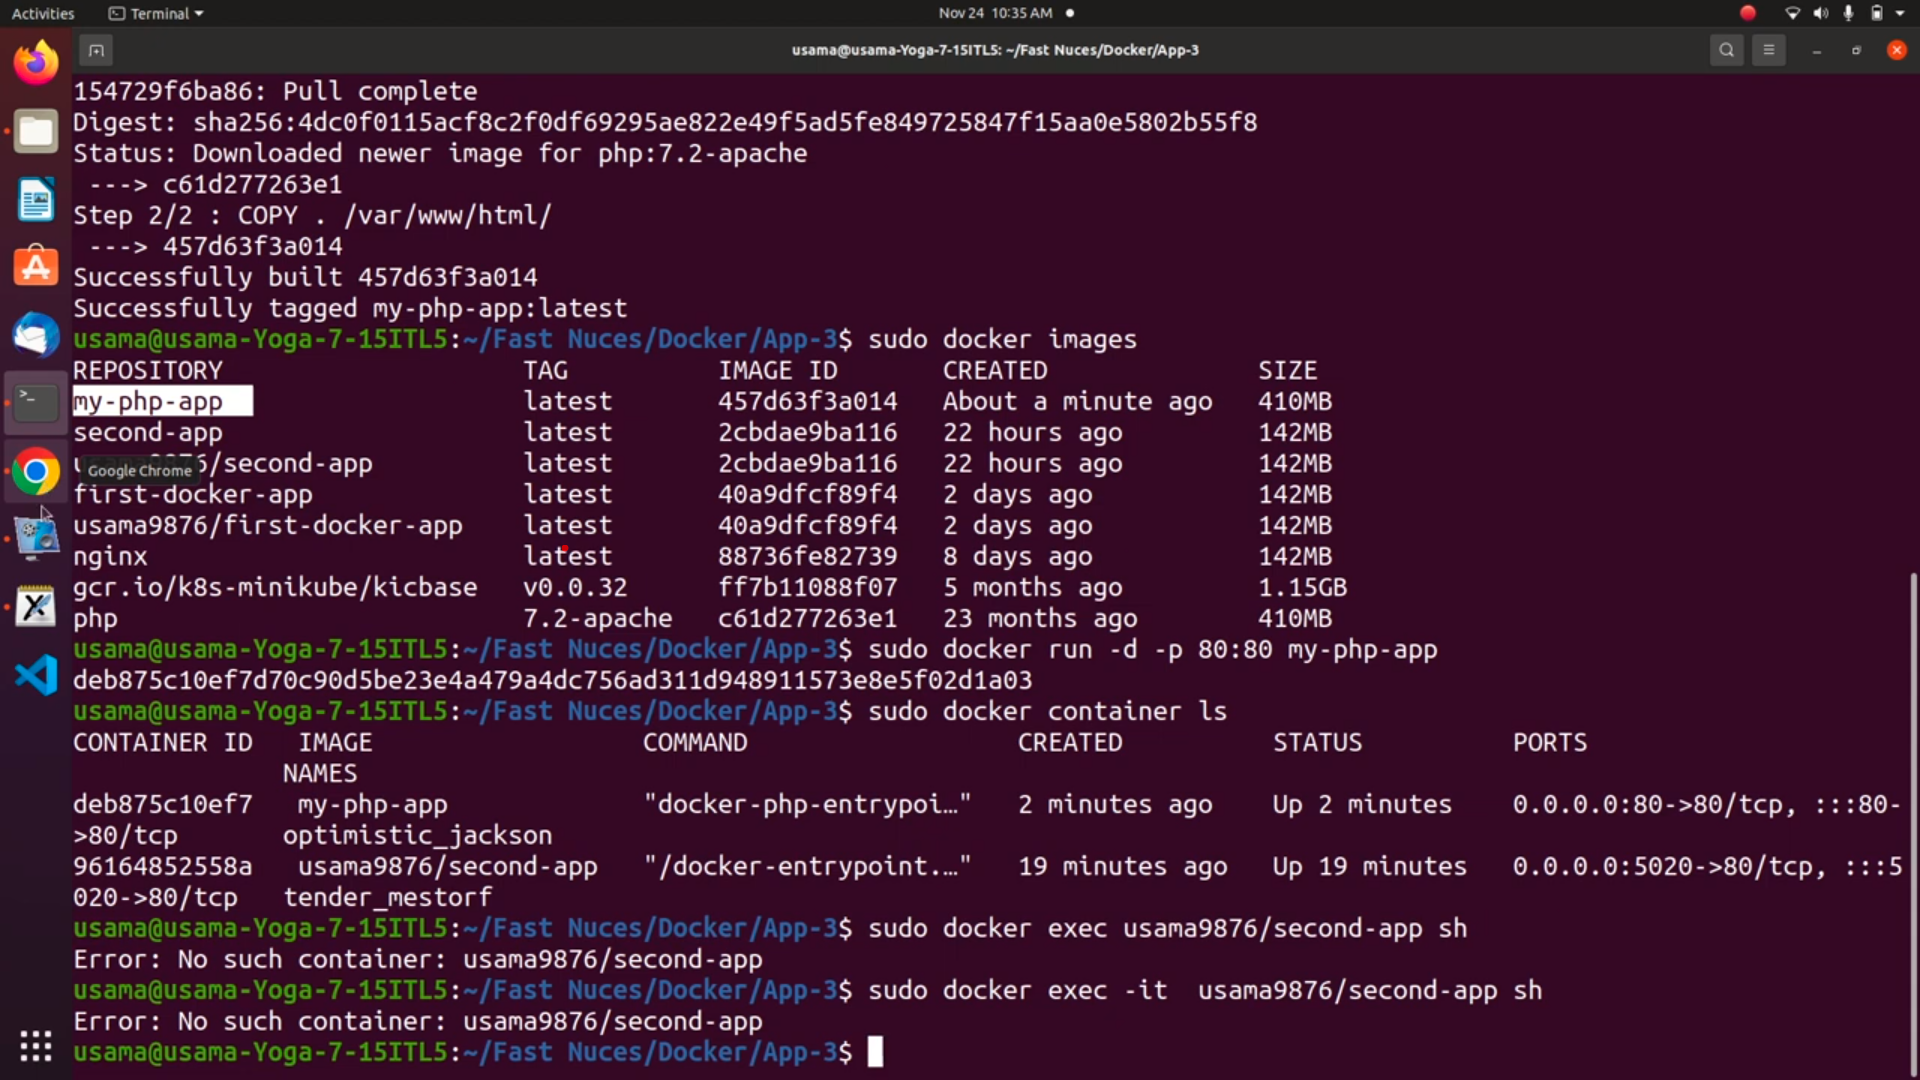 Activities
Terminal
Nov 24 10:35 AM
usama@usama-Yoga-7-15ITL5: ~/Fast Nuces/Docker/App-3
154729f6ba86: Pull complete
Digest: sha256:4dc0f0115acf8c2f0df69295ae822e49f5ad5fe849725847f15aa0e5802b55f8
Status: Downloaded newer image for php:7.2-apache
 ---> c61d277263e1
Step 2/2 : COPY . /var/www/html/
 ---> 457d63f3a014
Successfully built 457d63f3a014
Successfully tagged my-php-app:latest
usama@usama-Yoga-7-15ITL5:~/Fast Nuces/Docker/App-3$ sudo docker images
REPOSITORY TAG IMAGE ID CREATED SIZE
my-php-app latest 457d63f3a014 About a minute ago 410MB
second-app latest 2cbdae9ba116 22 hours ago 142MB
/second-app latest 2cbdae9ba116 22 hours ago 142MB
Google Chrome
first-docker-app latest 40a9dfcf89f4 2 days ago 142MB
usama9876/first-docker-app latest 40a9dfcf89f4 2 days ago 142MB
nginx latest 88736fe82739 8 days ago 142MB
gcr.io/k8s-minikube/kicbase v0.0.32 ff7b11088f07 5 months ago 1.15GB
php 7.2-apache c61d277263e1 23 months ago 410MB
usama@usama-Yoga-7-15ITL5:~/Fast Nuces/Docker/App-3$ sudo docker run -d -p 80:80 my-php-app
deb875c10ef7d70c90d5be23e4a479a4dc756ad311d948911573e8e5f02d1a03
usama@usama-Yoga-7-15ITL5:~/Fast Nuces/Docker/App-3$ sudo docker container ls
CONTAINER ID IMAGE COMMAND CREATED STATUS PORTS
NAMES
deb875c10ef7 my-php-app "docker-php-entrypoi…" 2 minutes ago Up 2 minutes 0.0.0.0:80->80/tcp, :::80-
>80/tcp optimistic_jackson
96164852558a usama9876/second-app "/docker-entrypoint.…" 19 minutes ago Up 19 minutes 0.0.0.0:5020->80/tcp, :::5
020->80/tcp tender_mestorf
usama@usama-Yoga-7-15ITL5:~/Fast Nuces/Docker/App-3$ sudo docker exec usama9876/second-app sh
Error: No such container: usama9876/second-app
usama@usama-Yoga-7-15ITL5:~/Fast Nuces/Docker/App-3$ sudo docker exec -it  usama9876/second-app sh
Error: No such container: usama9876/second-app
usama@usama-Yoga-7-15ITL5:~/Fast Nuces/Docker/App-3$